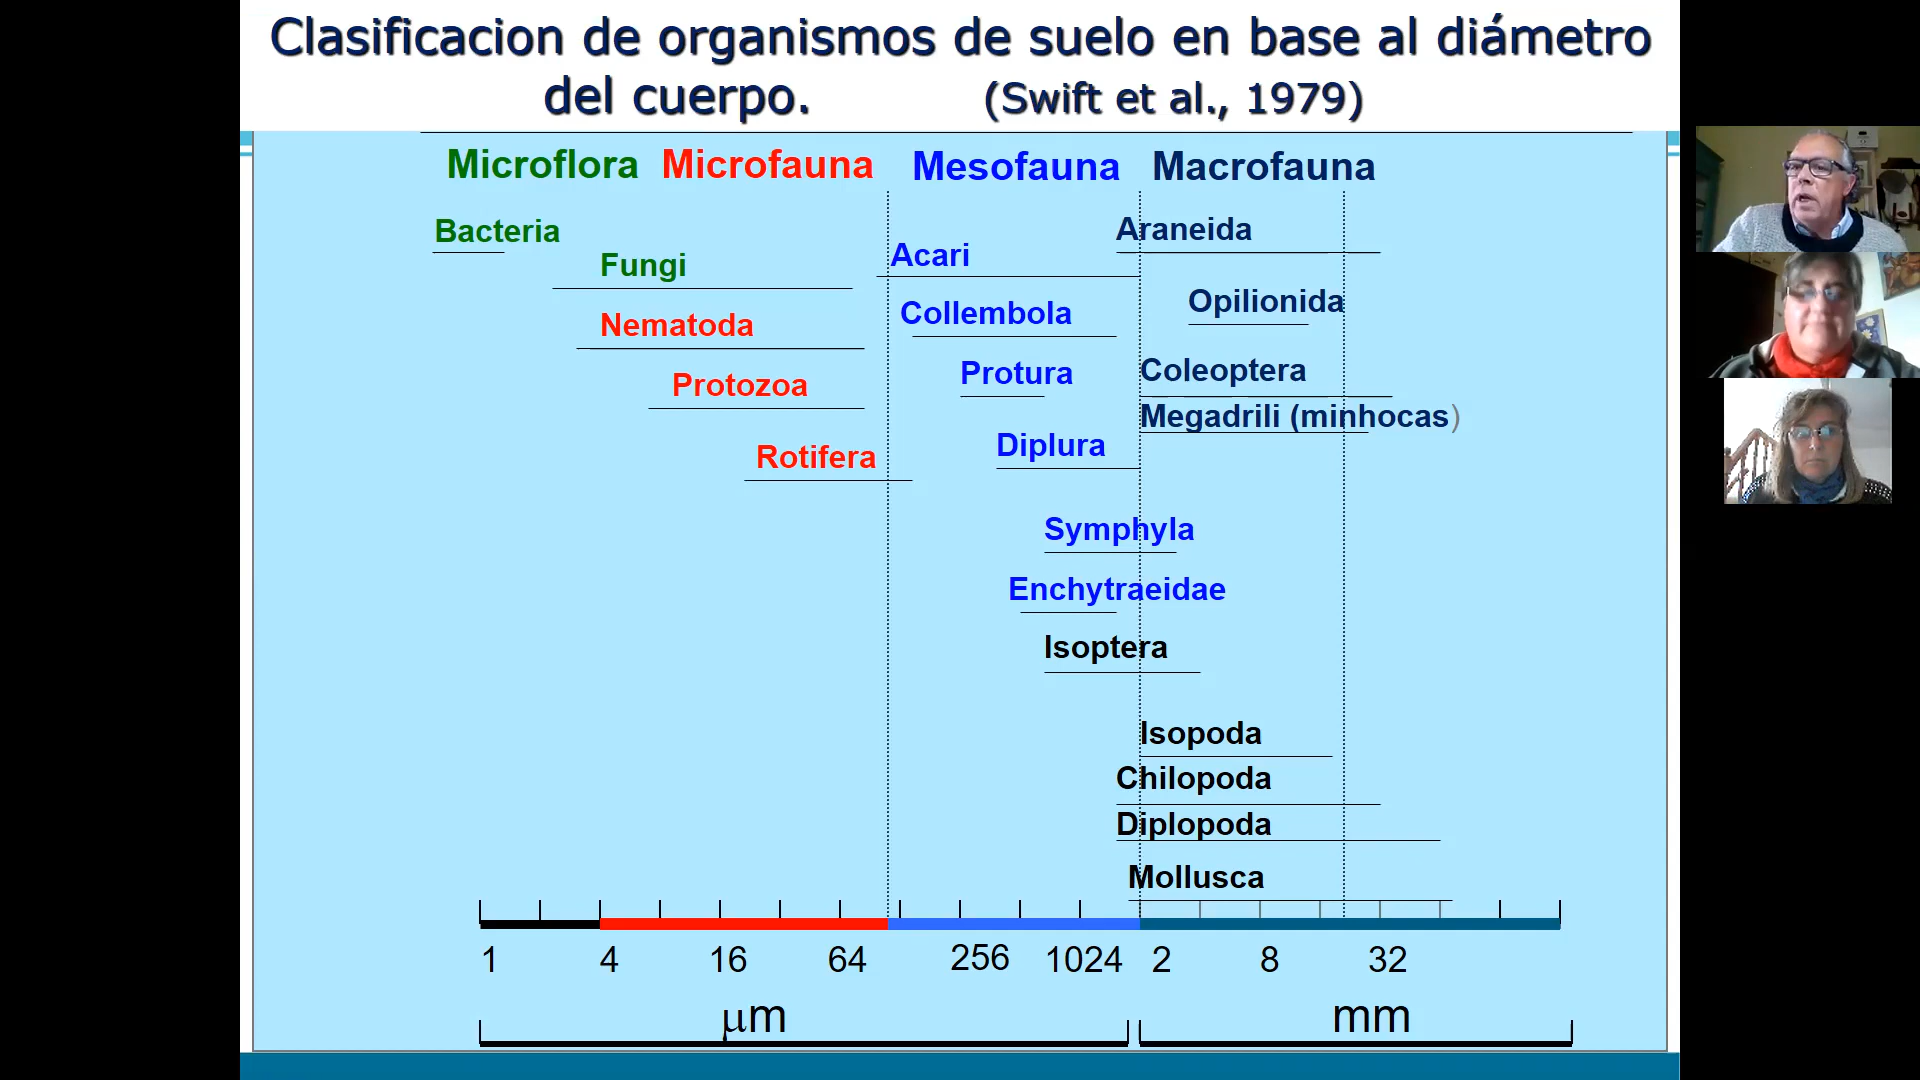 Clasificacion de organismos de suelo en base al diámetro
del cuerpo. (Swift et al., 1979)
Microflora Microfauna Mesofauna Macrofauna
Bacteria
Fungi
Nematoda
Protozoa
Rotifera
Acari
Collembola
Protura
Diplura
Symphyla
Enchytraeidae
Isoptera
Araneida
Opilionida
Coleoptera
Megadrili (minhocas)
Isopoda
Chilopoda
Diplopoda
Mollusca
1 4 16 64 256 1024 2 8 32
μm mm